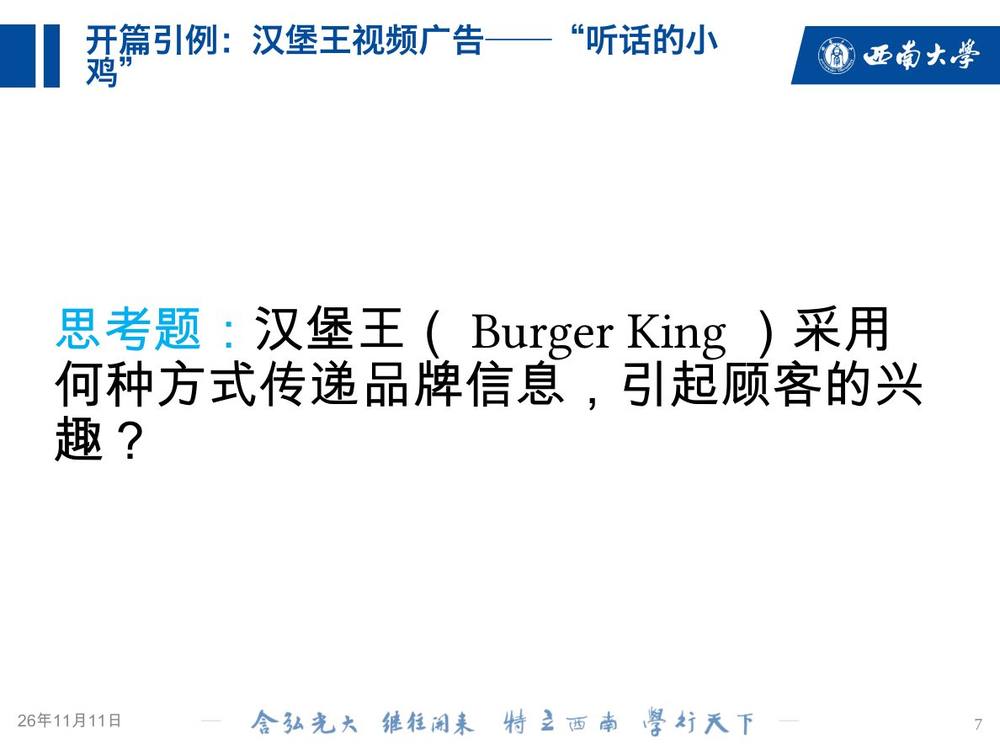 开篇引例：汉堡王视频广告——“听话的小
鸡”
西南大学
思考题：汉堡王（ Burger King ）采用
何种方式传递品牌信息，引起顾客的兴
趣？
26年11月11日
含弘光大 继往开来 特立西南 學行天下
7